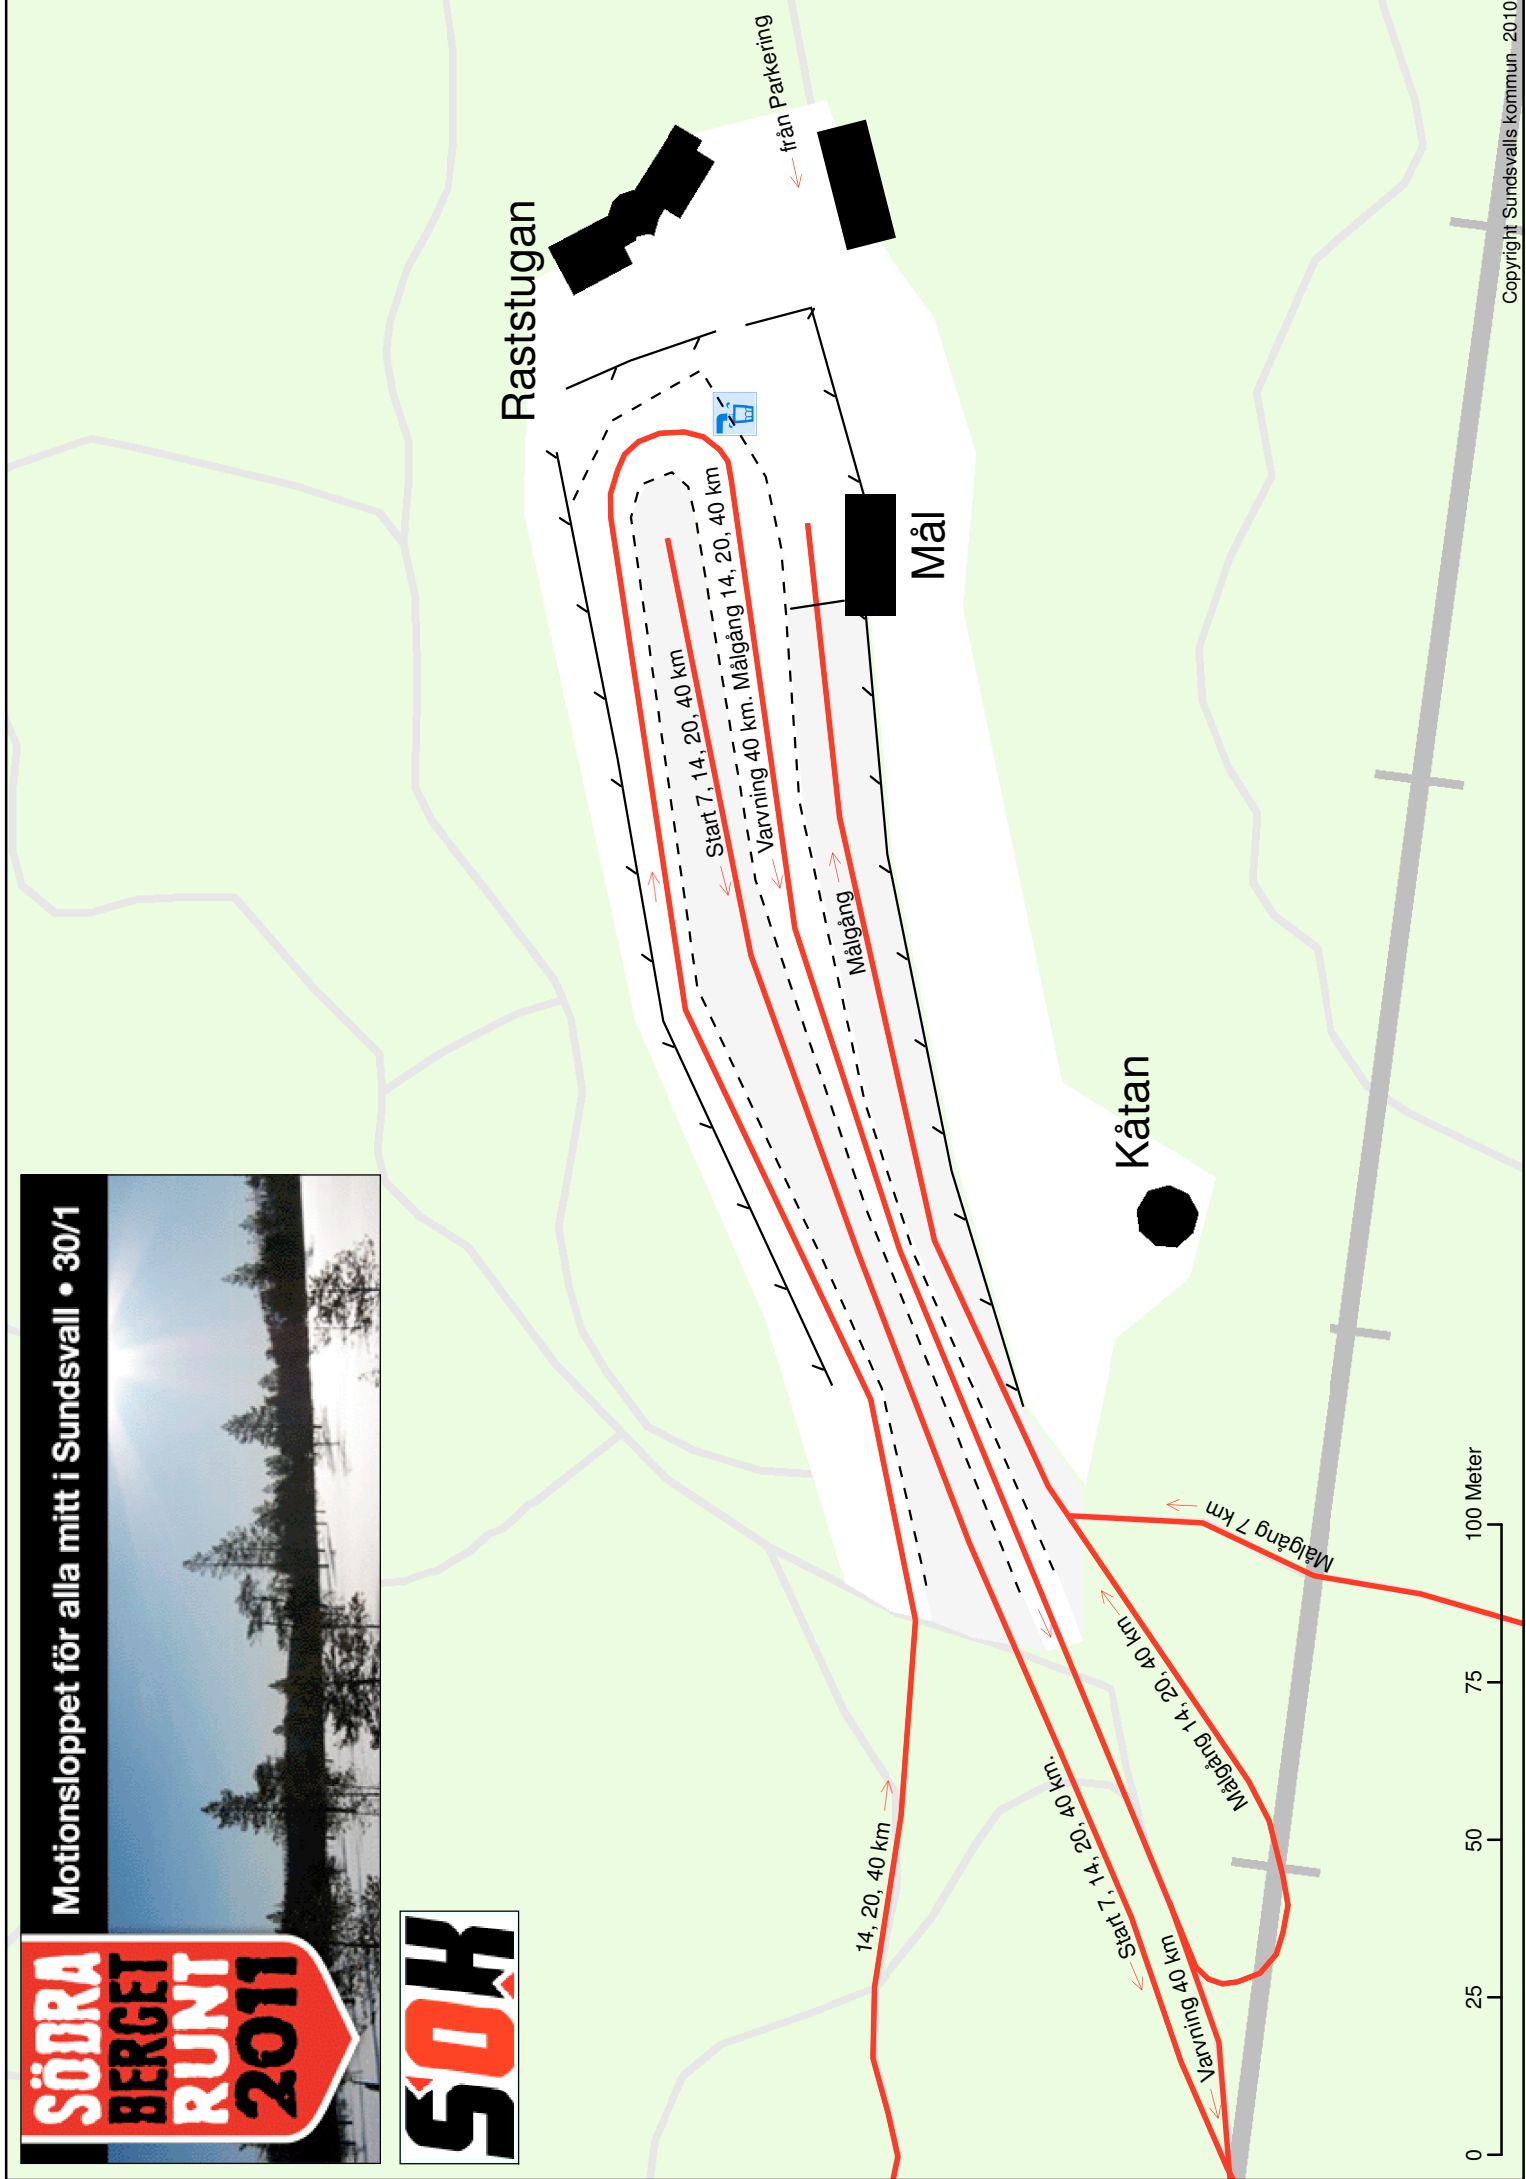 Motionsloppet för alla mitt i Sundsvall • 30/1
SÖDRA
BERGET
RUNT
2011
SOK
Raststugan
från Parkering
Start 7, 14, 20, 40 km
Varvning 40 km. Målgång 14, 20, 40 km
Målgång
Mål
Kåtan
14, 20, 40 km
Start 7, 14, 20, 40 km.
Varvning 40 km
Målgång 14, 20, 40 km
Målgång 7 km
0 25 50 75 100 Meter
Copyright Sundsvalls kommun 2010